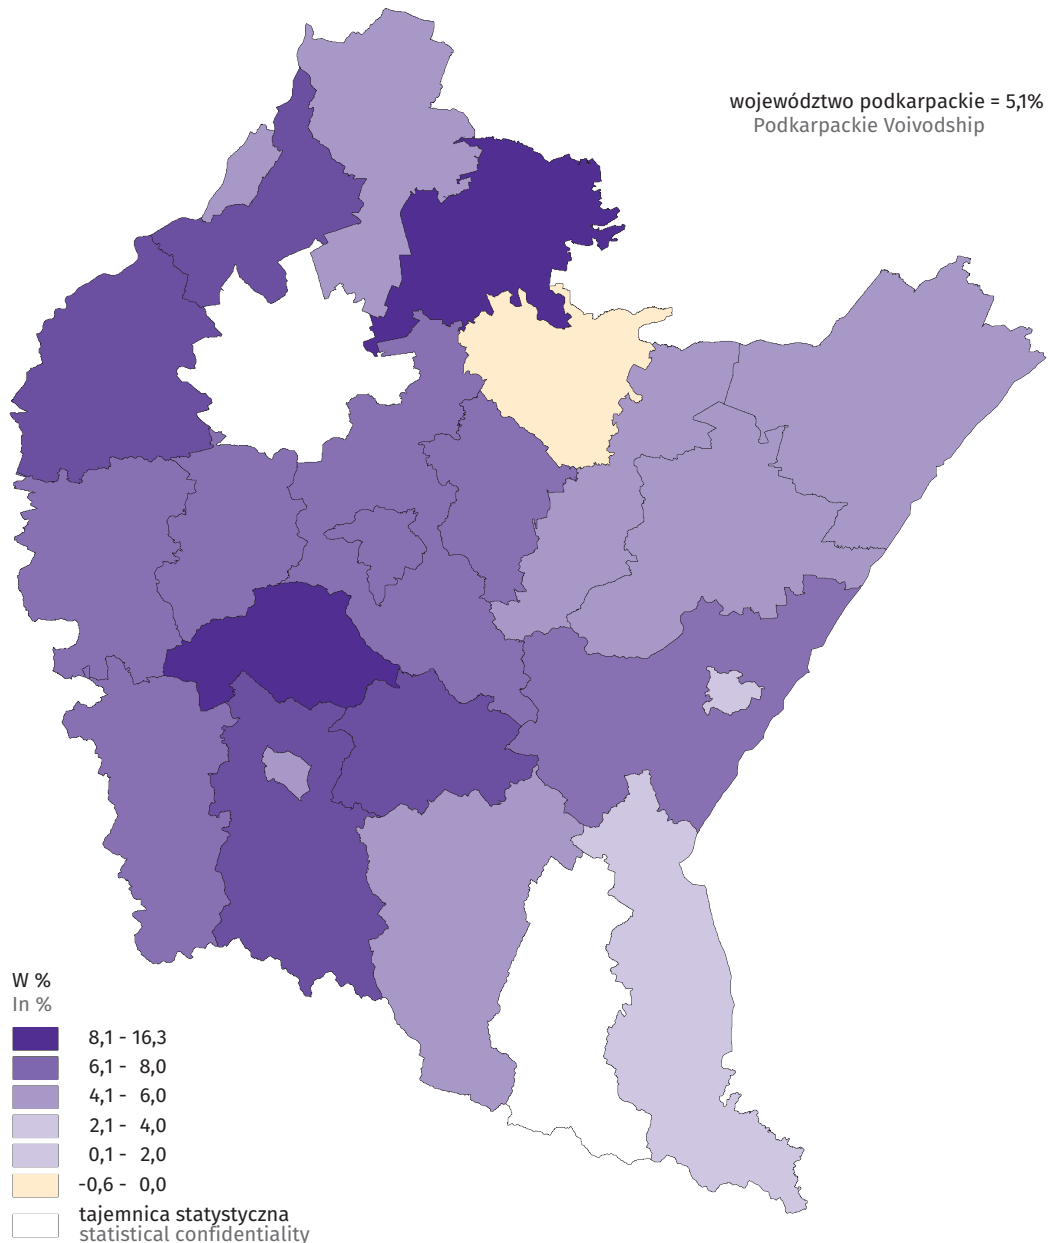 województwo podkarpackie = 5,1%
Podkarpackie Voivodship
W %
In %
8,1 - 16,3
6,1 - 8,0
4,1 - 6,0
2,1 - 4,0
0,1 - 2,0
-0,6 - 0,0
tajemnica statystyczna
statistical confidentiality